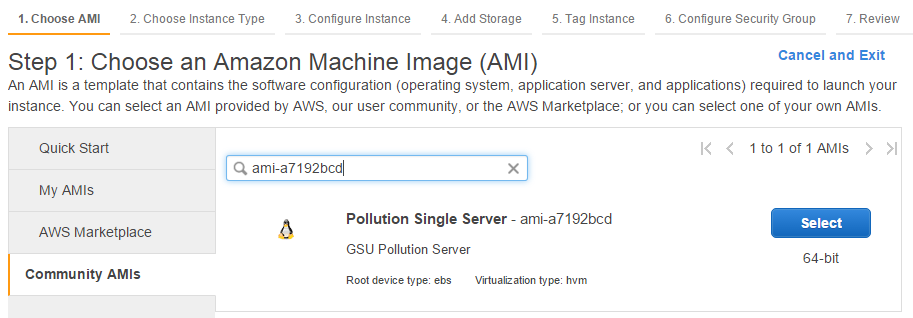 1. Choose AMI 2. Choose Instance Type 3. Configure Instance 4. Add Storage 5. Tag Instance 6. Configure Security Group 7. Review
Step 1: Choose an Amazon Machine Image (AMI) Cancel and Exit
An AMI is a template that contains the software configuration (operating system, application server, and applications) required to launch your
instance. You can select an AMI provided by AWS, our user community, or the AWS Marketplace; or you can select one of your own AMIs.
Quick Start
My AMIs
AWS Marketplace
Community AMIs
1 to 1 of 1 AMIs
ami-a7192bcd
Pollution Single Server - ami-a7192bcd
GSU Pollution Server
Root device type: ebs Virtualization type: hvm
Select
64-bit